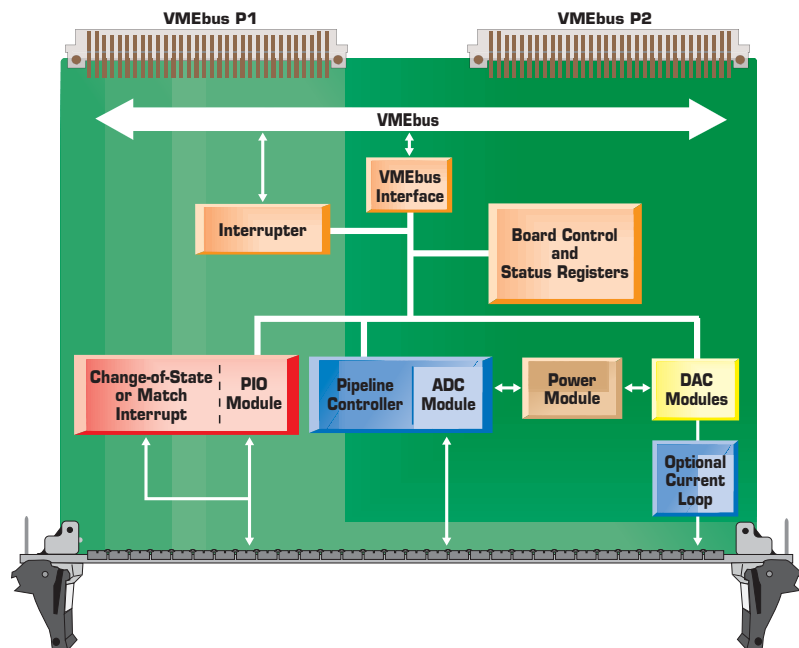 VMEbus P1
VMEbus P2
VMEbus
VMEbus
Interface
Interrupter
Board Control
and
Status Registers
Change-of-State
or Match
Interrupt
PIO
Module
Pipeline
Controller
ADC
Module
Power
Module
DAC
Modules
Optional
Current
Loop